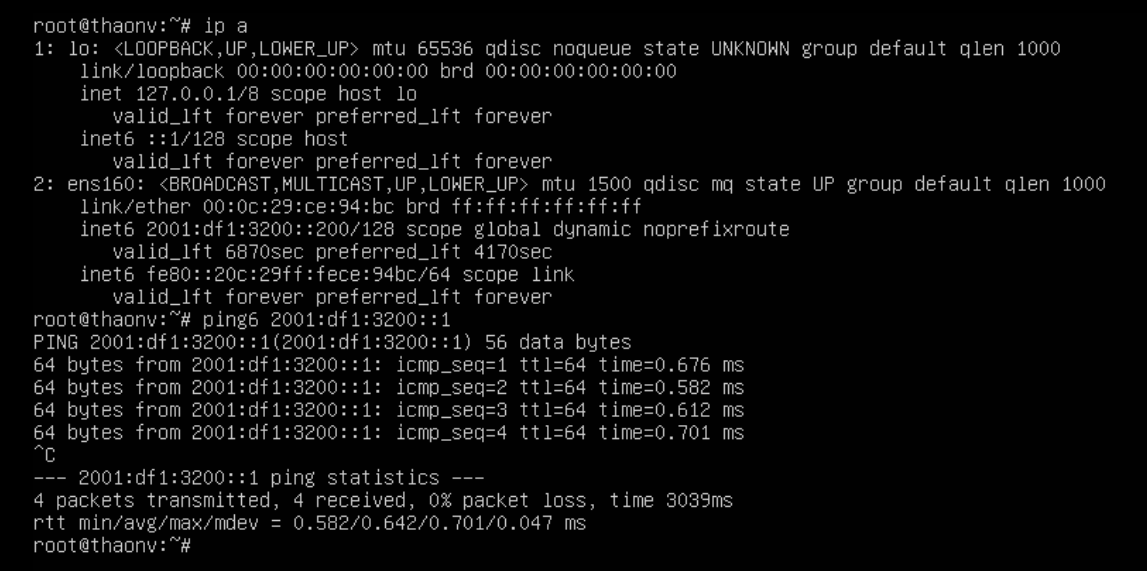 root@thaonv:~# ip a
1: lo: <LOOPBACK,UP,LOWER_UP> mtu 65536 qdisc noqueue state UNKNOWN group default qlen 1000
    link/loopback 00:00:00:00:00:00 brd 00:00:00:00:00:00
    inet 127.0.0.1/8 scope host lo
       valid_lft forever preferred_lft forever
    inet6 ::1/128 scope host
       valid_lft forever preferred_lft forever
2: ens160: <BROADCAST,MULTICAST,UP,LOWER_UP> mtu 1500 qdisc mq state UP group default qlen 1000
    link/ether 00:0c:29:ce:94:bc brd ff:ff:ff:ff:ff:ff
    inet6 2001:df1:3200::200/128 scope global dynamic noprefixroute
       valid_lft 6870sec preferred_lft 4170sec
    inet6 fe80::20c:29ff:fece:94bc/64 scope link
       valid_lft forever preferred_lft forever
root@thaonv:~# ping6 2001:df1:3200::1
PING 2001:df1:3200::1(2001:df1:3200::1) 56 data bytes
64 bytes from 2001:df1:3200::1: icmp_seq=1 ttl=64 time=0.676 ms
64 bytes from 2001:df1:3200::1: icmp_seq=2 ttl=64 time=0.582 ms
64 bytes from 2001:df1:3200::1: icmp_seq=3 ttl=64 time=0.612 ms
64 bytes from 2001:df1:3200::1: icmp_seq=4 ttl=64 time=0.701 ms
^C
--- 2001:df1:3200::1 ping statistics ---
4 packets transmitted, 4 received, 0% packet loss, time 3039ms
rtt min/avg/max/mdev = 0.582/0.642/0.701/0.047 ms
root@thaonv:~#